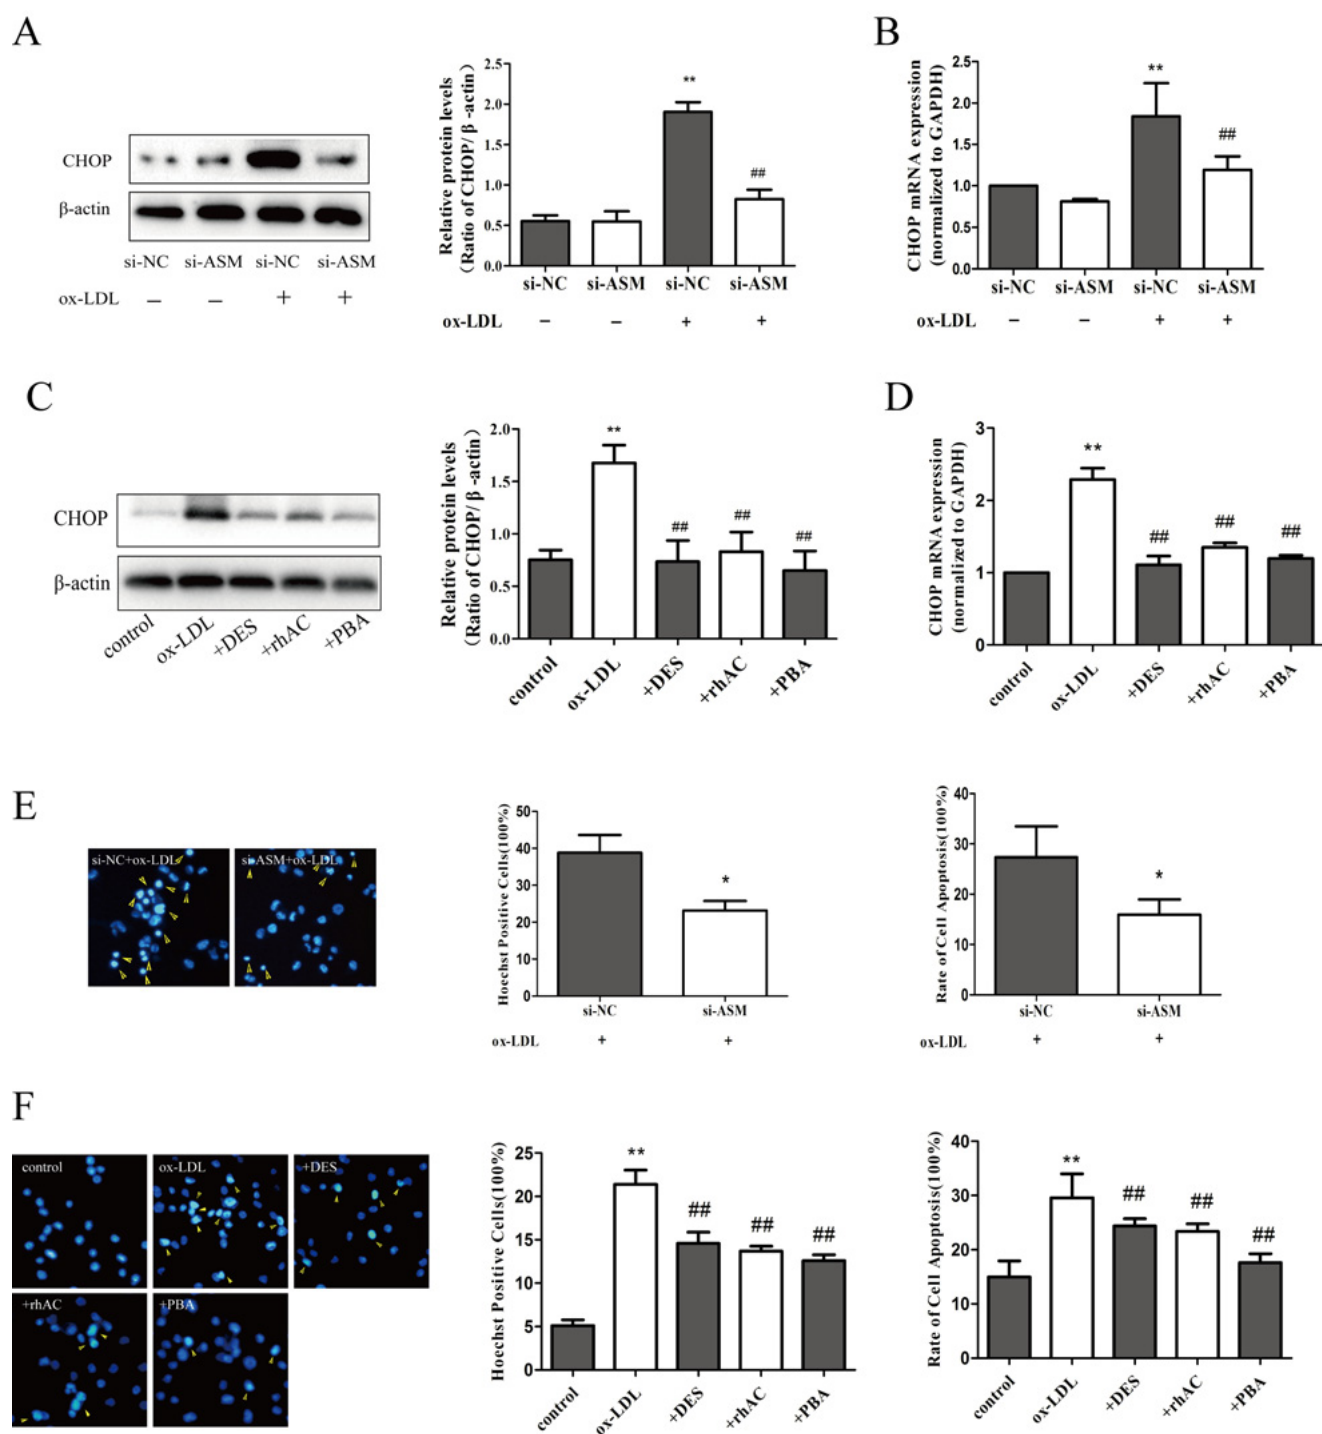 A
CHOP
β-actin
si-NC si-ASM si-NC si-ASM
ox-LDL − − + +
Relative protein levels
(Ratio of CHOP/β-actin)
2.5
2.0
1.5
1.0
0.5
0.0
**
##
si-NC si-ASM si-NC si-ASM
ox-LDL − − + +
B
CHOP mRNA expression
(normalized to GAPDH)
2.5
2.0
1.5
1.0
0.5
0.0
**
##
si-NC si-ASM si-NC si-ASM
ox-LDL − − + +
C
CHOP
β-actin
control ox-LDL +DES +rhAC +PBA
Relative protein levels
(Ratio of CHOP/β-actin)
2.0
1.5
1.0
0.5
0.0
**
## ## ##
control ox-LDL +DES +rhAC +PBA
D
CHOP mRNA expression
(normalized to GAPDH)
3
2
1
0
**
## ## ##
control ox-LDL +DES +rhAC +PBA
E
si-NC+ox-LDL si-ASM+ox-LDL
Hoechst Positive Cells(100%)
50
40
30
20
10
0
*
si-NC si-ASM
ox-LDL + +
Rate of Cell Apoptosis(100%)
40
30
20
10
0
*
si-NC si-ASM
ox-LDL + +
F
control ox-LDL +DES
+rhAC +PBA
Hoechst Positive Cells(100%)
25
20
15
10
5
0
**
## ## ##
control ox-LDL +DES +rhAC +PBA
Rate of Cell Apoptosis(100%)
40
30
20
10
0
**
## ## ##
control ox-LDL +DES +rhAC +PBA